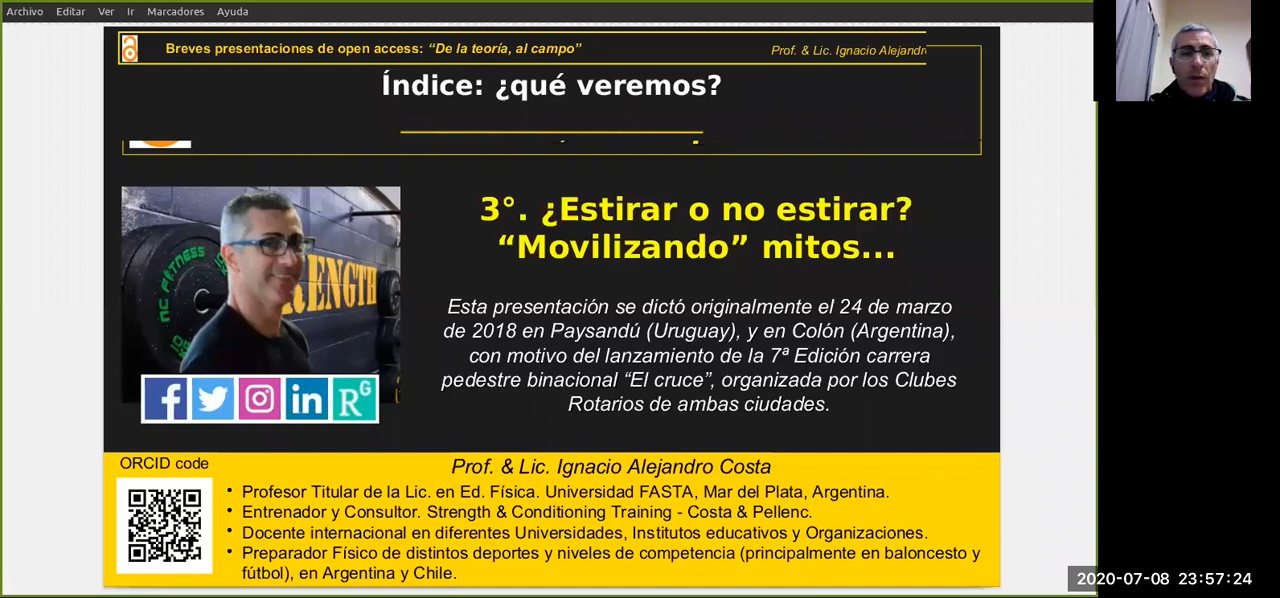 Archivo Editar Ver Ir Marcadores Ayuda
Breves presentaciones de open access: “De la teoría, al campo” Prof. & Lic. Ignacio Alejandr
Índice: ¿qué veremos?
3°. ¿Estirar o no estirar?
“Movilizando” mitos...
NC FITNESS
RENGTH
Esta presentación se dictó originalmente el 24 de marzo
de 2018 en Paysandú (Uruguay), y en Colón (Argentina),
con motivo del lanzamiento de la 7ª Edición carrera
pedestre binacional “El cruce”, organizada por los Clubes
Rotarios de ambas ciudades.
in
RG
ORCID code
Prof. & Lic. Ignacio Alejandro Costa
• Profesor Titular de la Lic. en Ed. Física. Universidad FASTA, Mar del Plata, Argentina.
• Entrenador y Consultor. Strength & Conditioning Training - Costa & Pellenc.
• Docente internacional en diferentes Universidades, Institutos educativos y Organizaciones.
• Preparador Físico de distintos deportes y niveles de competencia (principalmente en baloncesto y
fútbol), en Argentina y Chile.
2020-07-08 23:57:24